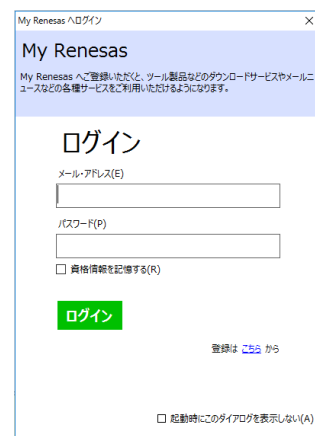 My Renesas へログイン
My Renesas
My Renesas へご登録いただくと、ツール製品などのダウンロードサービスやメールニ
ュースなどの各種サービスをご利用いただけるようになります。
ログイン
メール・アドレス(E)
パスワード(P)
資格情報を記憶する(R)
ログイン
登録は こちら から
起動時にこのダイアログを表示しない(A)